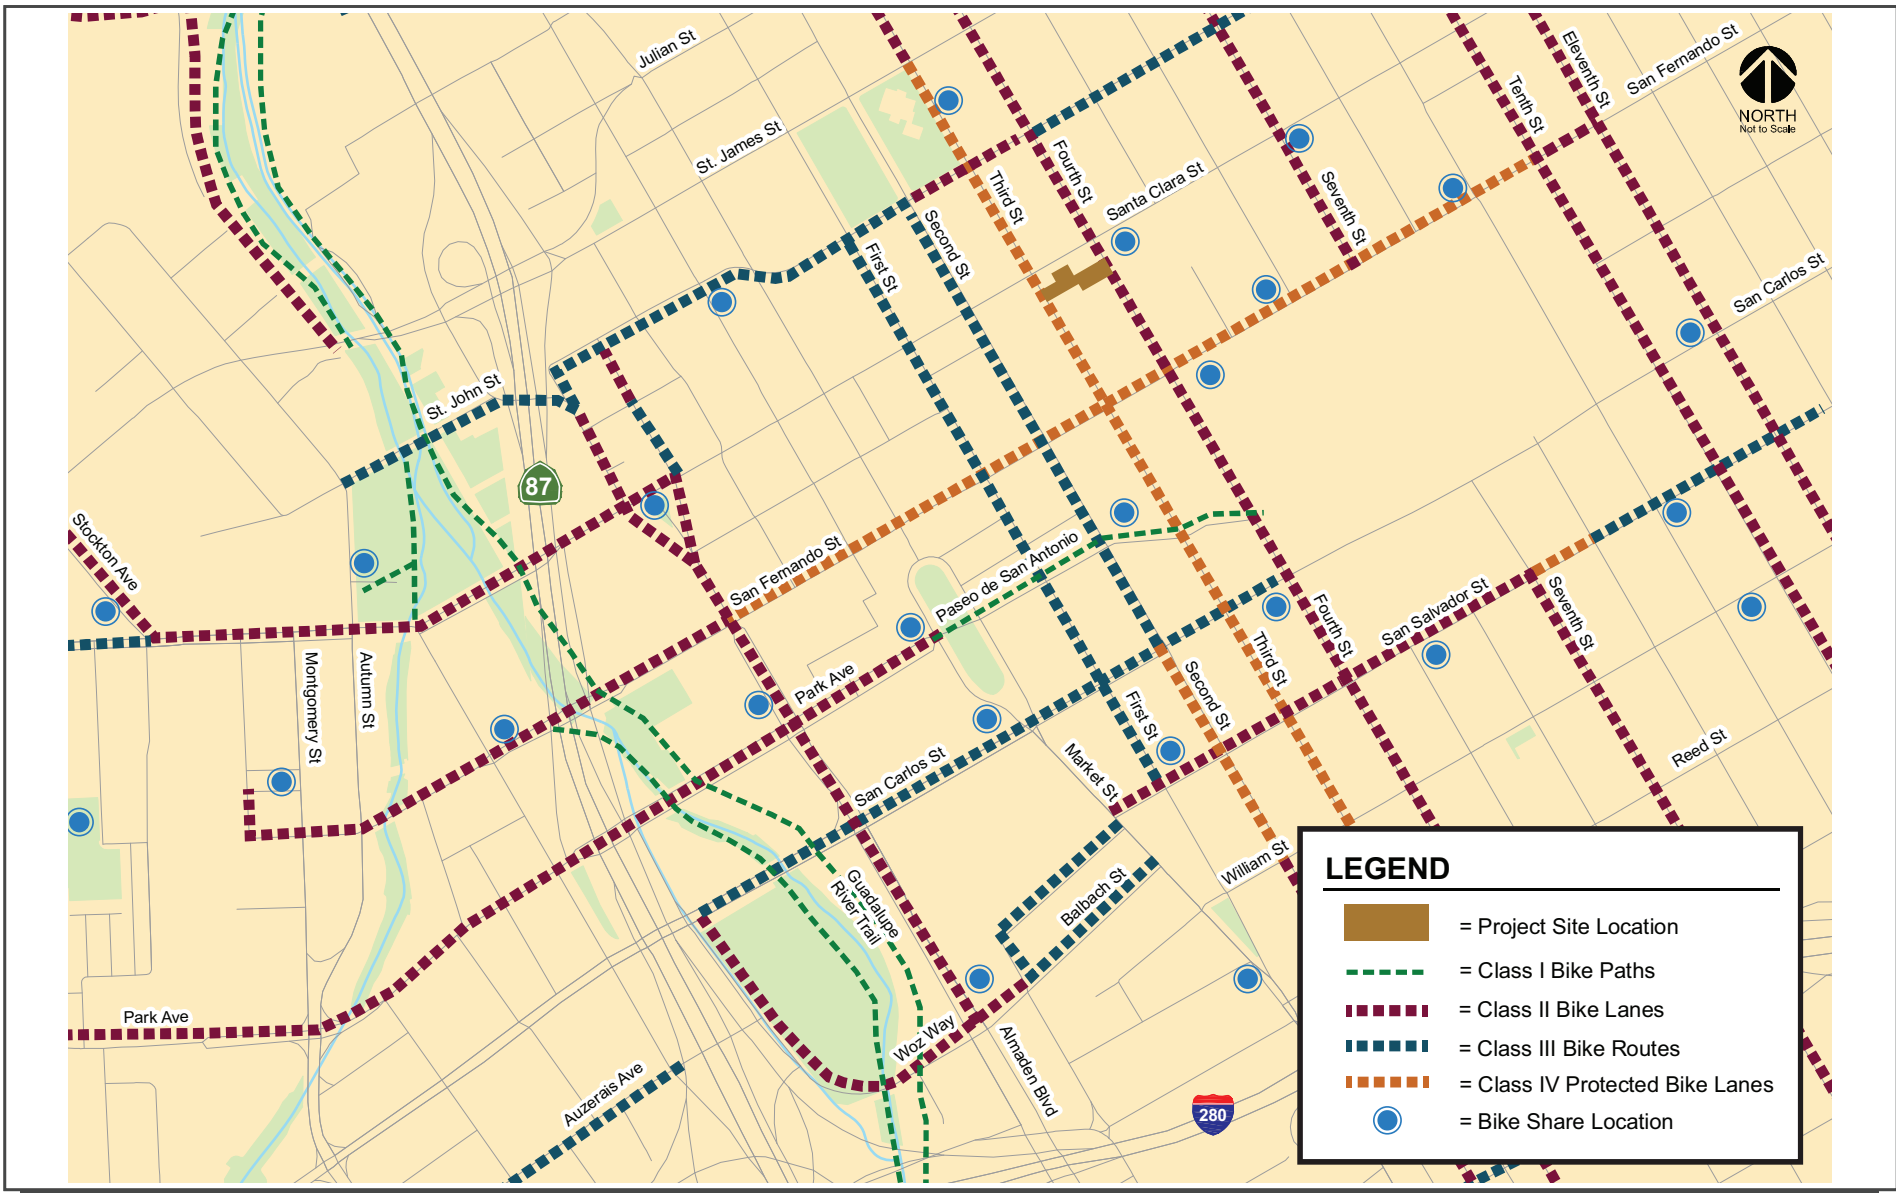 Julian St
St. James St
Eleventh St
San Fernando St
NORTH
Not to Scale
Tenth St
Fourth St
Third St
Santa Clara St
Seventh St
Second St
First St
San Carlos St
St. John St
87
Stockton Ave
San Fernando St
Paseo de San Antonio
Montgomery St
Autumn St
Park Ave
Fourth St
San Salvador St
Seventh St
Third St
Second St
First St
Market St
San Carlos St
Reed St
Guadalupe
River Trail
Balbach St
William St
Park Ave
Woz Way
Almaden Blvd
Auzerais Ave
280
LEGEND
= Project Site Location
= Class I Bike Paths
= Class II Bike Lanes
= Class III Bike Routes
= Class IV Protected Bike Lanes
= Bike Share Location